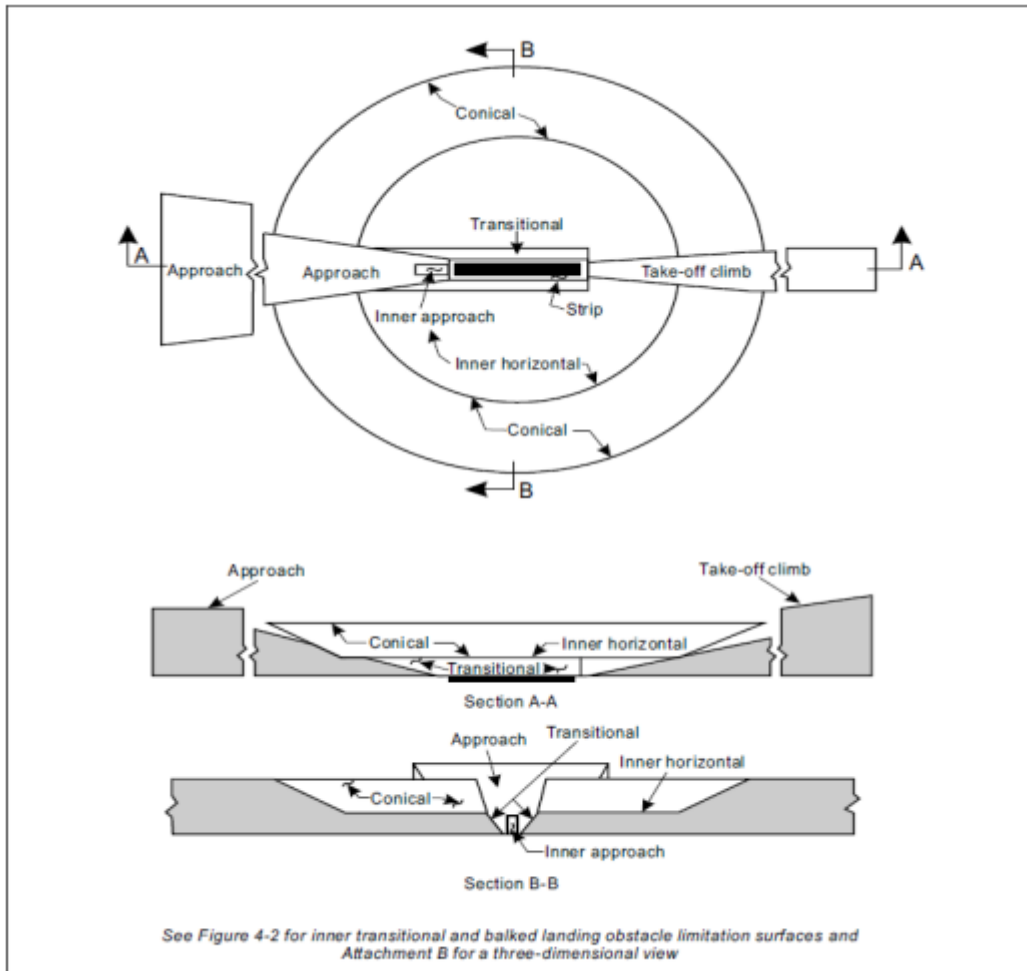 B
Conical
Transitional
A
Approach
Approach
Take-off climb
A
Inner approach
Strip
Inner horizontal
Conical
B
Approach
Take-off climb
Conical
Inner horizontal
Transitional
Section A-A
Transitional
Approach
Inner horizontal
Conical
Inner approach
Section B-B
See Figure 4-2 for inner transitional and balked landing obstacle limitation surfaces and
Attachment B for a three-dimensional view